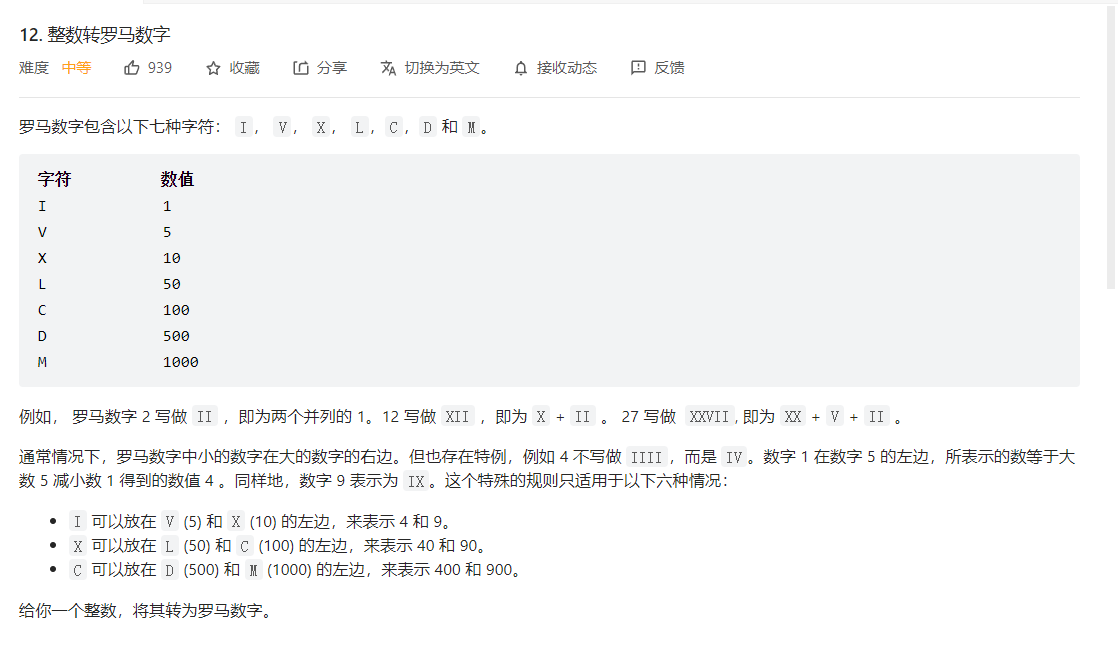 12. 整数转罗马数字
难度 中等 939 收藏 分享 切换为英文 接收动态 反馈
罗马数字包含以下七种字符： I， V， X， L，C，D 和 M。
字符 数值
I 1
V 5
X 10
L 50
C 100
D 500
M 1000
例如， 罗马数字 2 写做 II ，即为两个并列的 1。12 写做 XII ，即为 X + II 。 27 写做 XXVII, 即为 XX + V + II 。
通常情况下，罗马数字中小的数字在大的数字的右边。但也存在特例，例如 4 不写做 IIII，而是 IV。数字 1 在数字 5 的左边，所表示的数等于大
数 5 减小数 1 得到的数值 4 。同样地，数字 9 表示为 IX。这个特殊的规则只适用于以下六种情况：
• I 可以放在 V (5) 和 X (10) 的左边，来表示 4 和 9。
• X 可以放在 L (50) 和 C (100) 的左边，来表示 40 和 90。
• C 可以放在 D (500) 和 M (1000) 的左边，来表示 400 和 900。
给你一个整数，将其转为罗马数字。